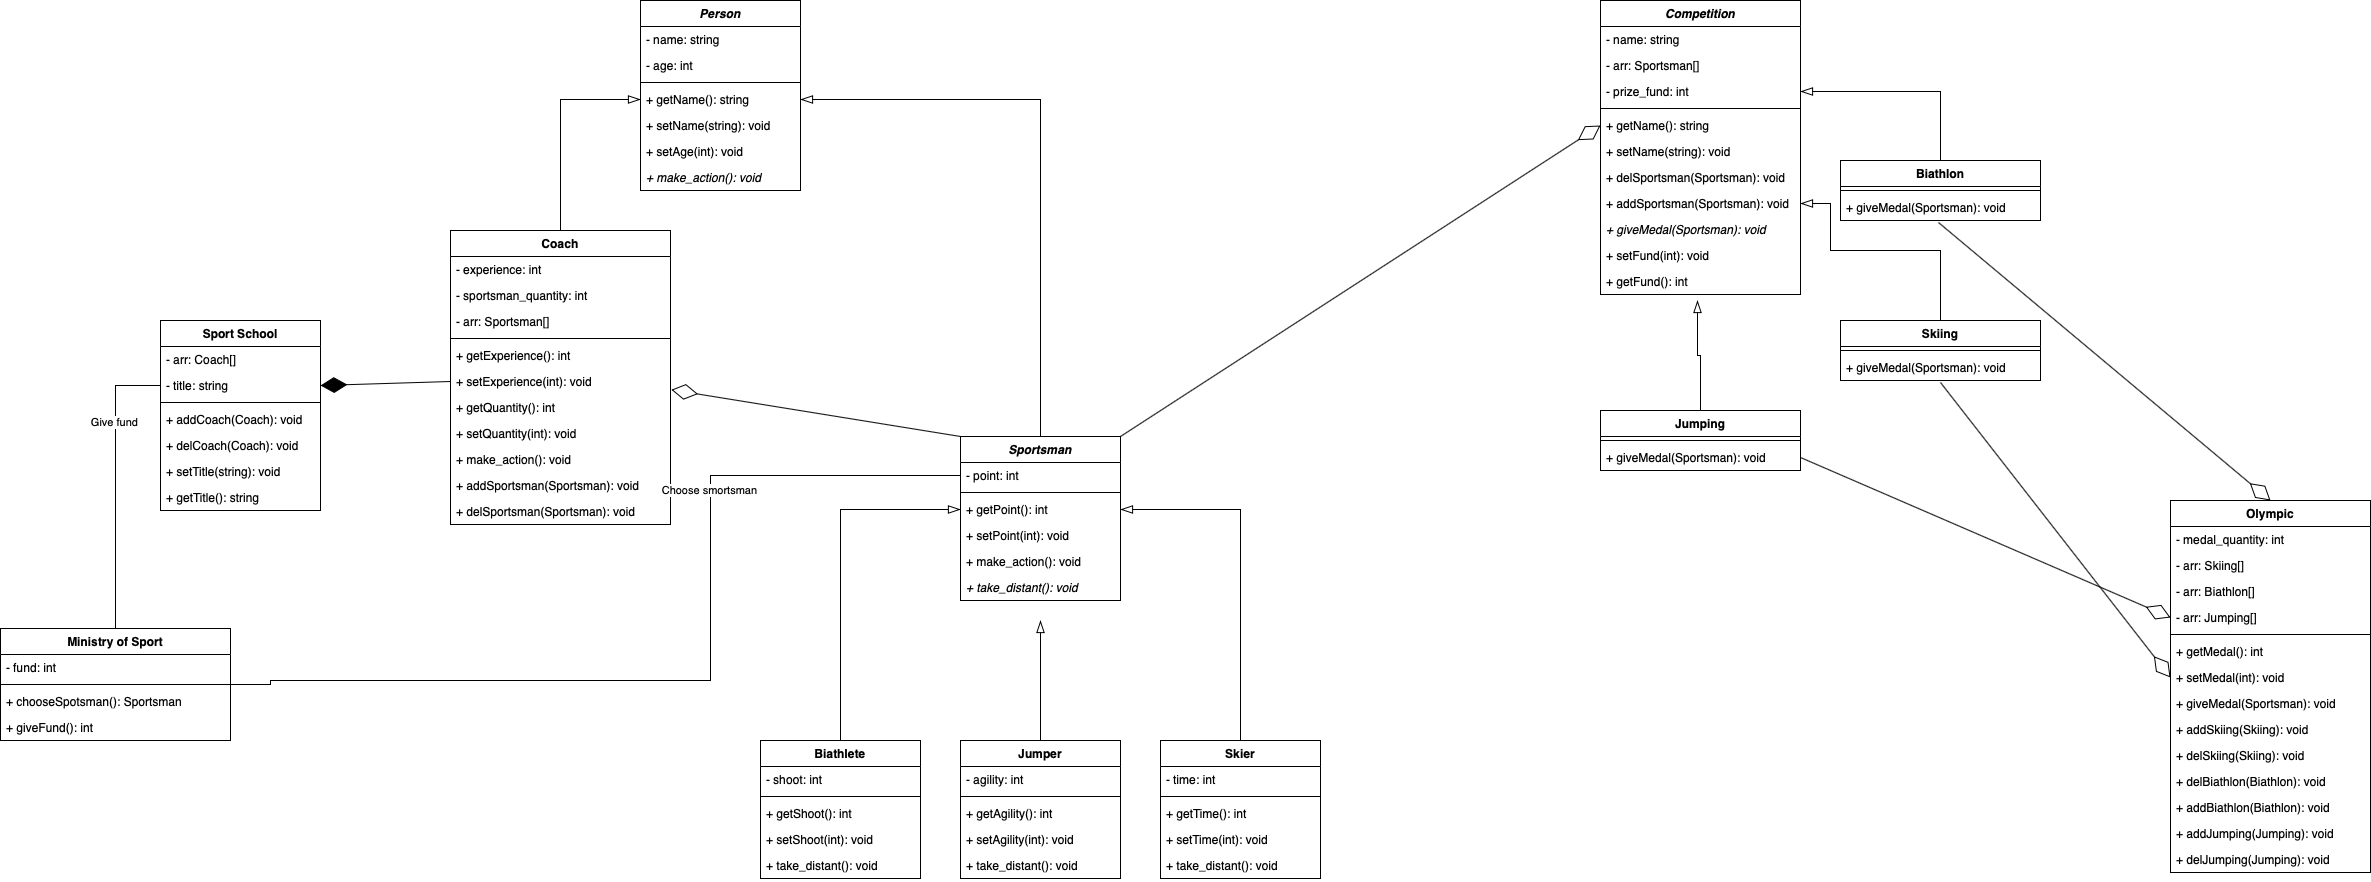 Person
- name: string
- age: int
+ getName(): string
+ setName(string): void
+ setAge(int): void
+ make_action(): void
Competition
- name: string
- arr: Sportsman[]
- prize_fund: int
+ getName(): string
+ setName(string): void
+ delSportsman(Sportsman): void
+ addSportsman(Sportsman): void
+ giveMedal(Sportsman): void
+ setFund(int): void
+ getFund(): int
Biathlon
+ giveMedal(Sportsman): void
Coach
- experience: int
- sportsman_quantity: int
- arr: Sportsman[]
+ getExperience(): int
+ setExperience(int): void
+ getQuantity(): int
+ setQuantity(int): void
+ make_action(): void
+ addSportsman(Sportsman): void
+ delSportsman(Sportsman): void
Sport School
- arr: Coach[]
- title: string
+ addCoach(Coach): void
+ delCoach(Coach): void
+ setTitle(string): void
+ getTitle(): string
Give fund
Skiing
+ giveMedal(Sportsman): void
Jumping
+ giveMedal(Sportsman): void
Sportsman
- point: int
+ getPoint(): int
+ setPoint(int): void
+ make_action(): void
+ take_distant(): void
Choose smortsman
Olympic
- medal_quantity: int
- arr: Skiing[]
- arr: Biathlon[]
- arr: Jumping[]
+ getMedal(): int
+ setMedal(int): void
+ giveMedal(Sportsman): void
+ addSkiing(Skiing): void
+ delSkiing(Skiing): void
+ delBiathlon(Biathlon): void
+ addBiathlon(Biathlon): void
+ addJumping(Jumping): void
+ delJumping(Jumping): void
Ministry of Sport
- fund: int
+ chooseSpotsman(): Sportsman
+ giveFund(): int
Biathlete
- shoot: int
+ getShoot(): int
+ setShoot(int): void
+ take_distant(): void
Jumper
- agility: int
+ getAgility(): int
+ setAgility(int): void
+ take_distant(): void
Skier
- time: int
+ getTime(): int
+ setTime(int): void
+ take_distant(): void